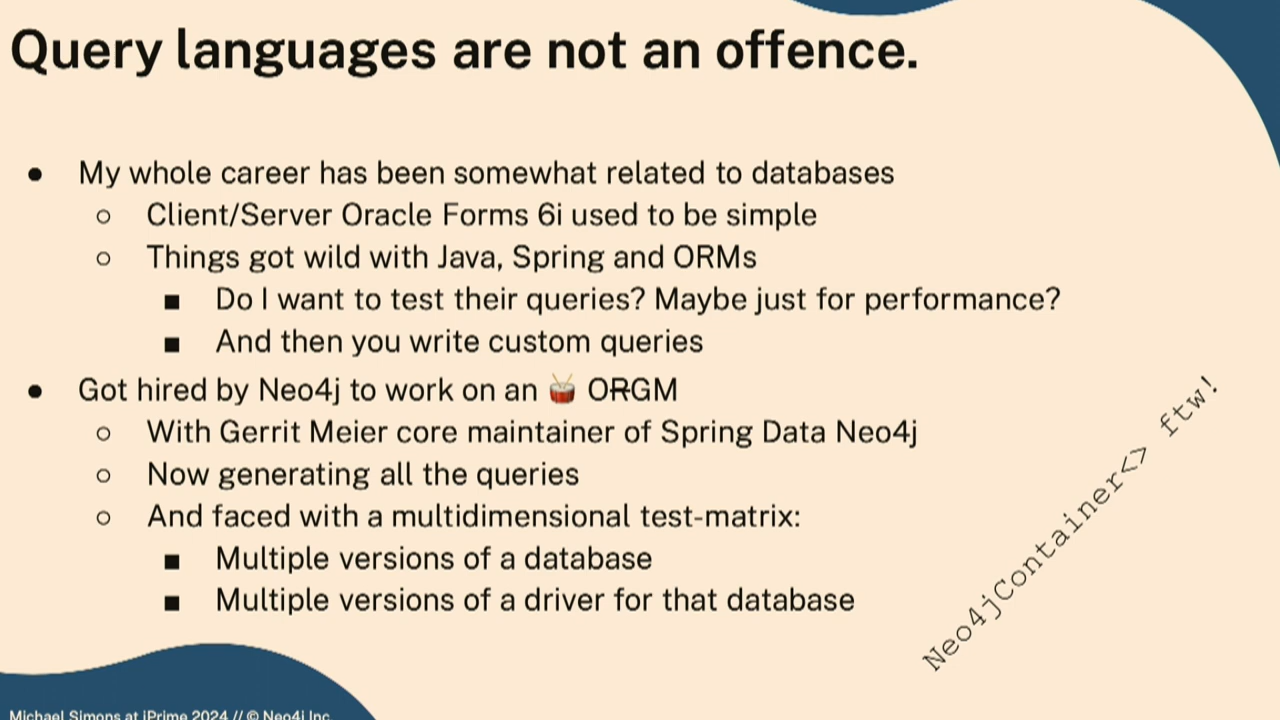 Query languages are not an offence.
● My whole career has been somewhat related to databases
○ Client/Server Oracle Forms 6i used to be simple
○ Things got wild with Java, Spring and ORMs
■ Do I want to test their queries? Maybe just for performance?
■ And then you write custom queries
● Got hired by Neo4j to work on an 🥁 ORGM
○ With Gerrit Meier core maintainer of Spring Data Neo4j
○ Now generating all the queries
○ And faced with a multidimensional test-matrix:
■ Multiple versions of a database
■ Multiple versions of a driver for that database
Neo4jContainer<> ftw!
Michael Simons at iPrime 2024 // © Neo4j Inc.